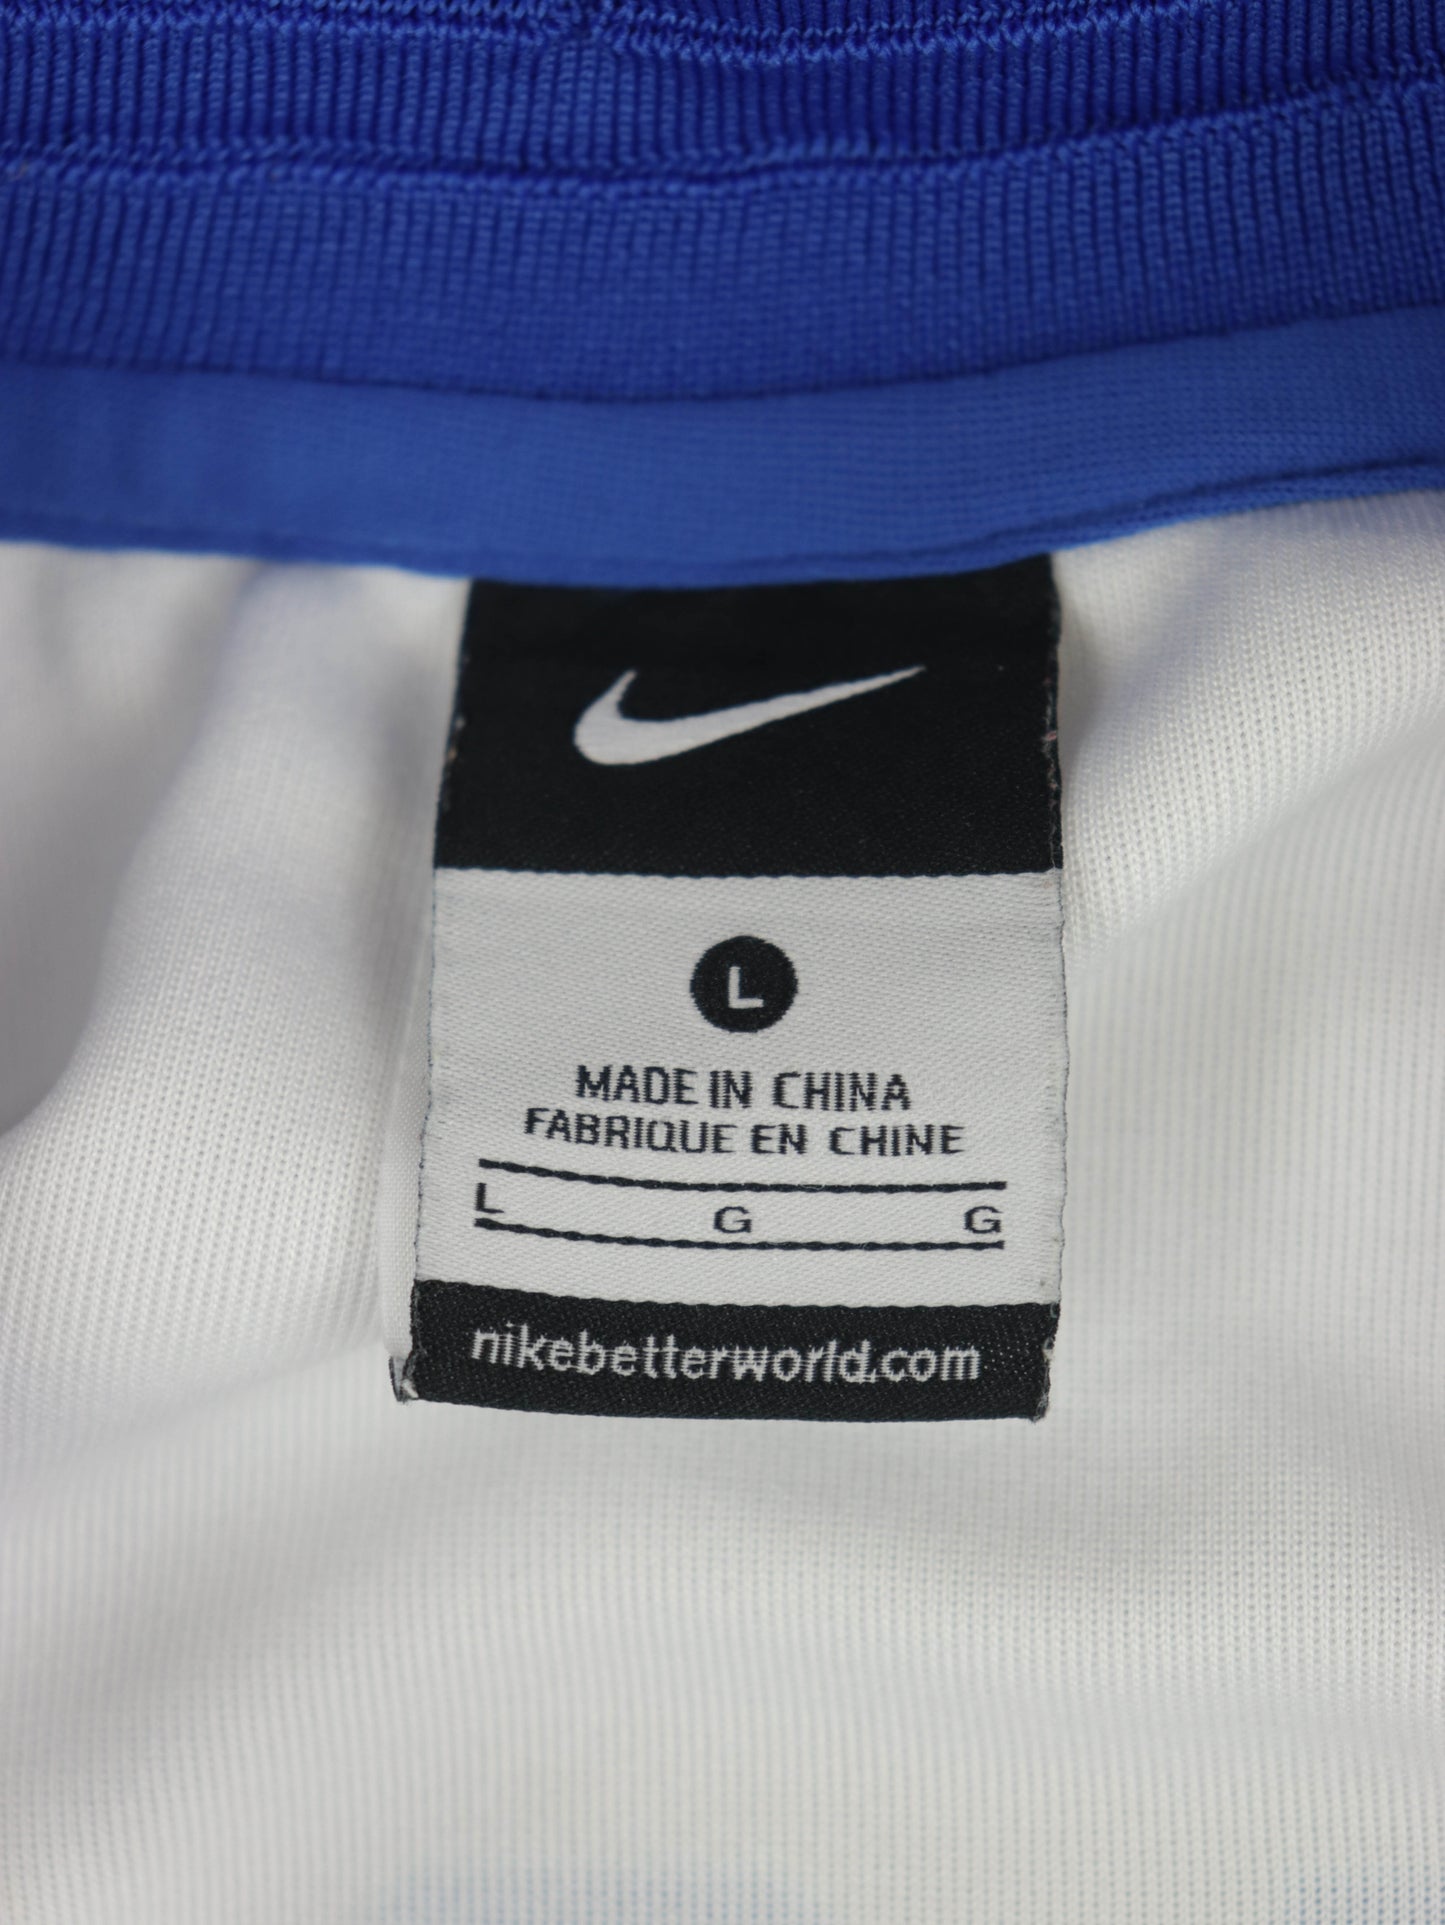 L
MADE IN CHINA
FABRIQUE EN CHINE
L G G
nikebetterworld.com